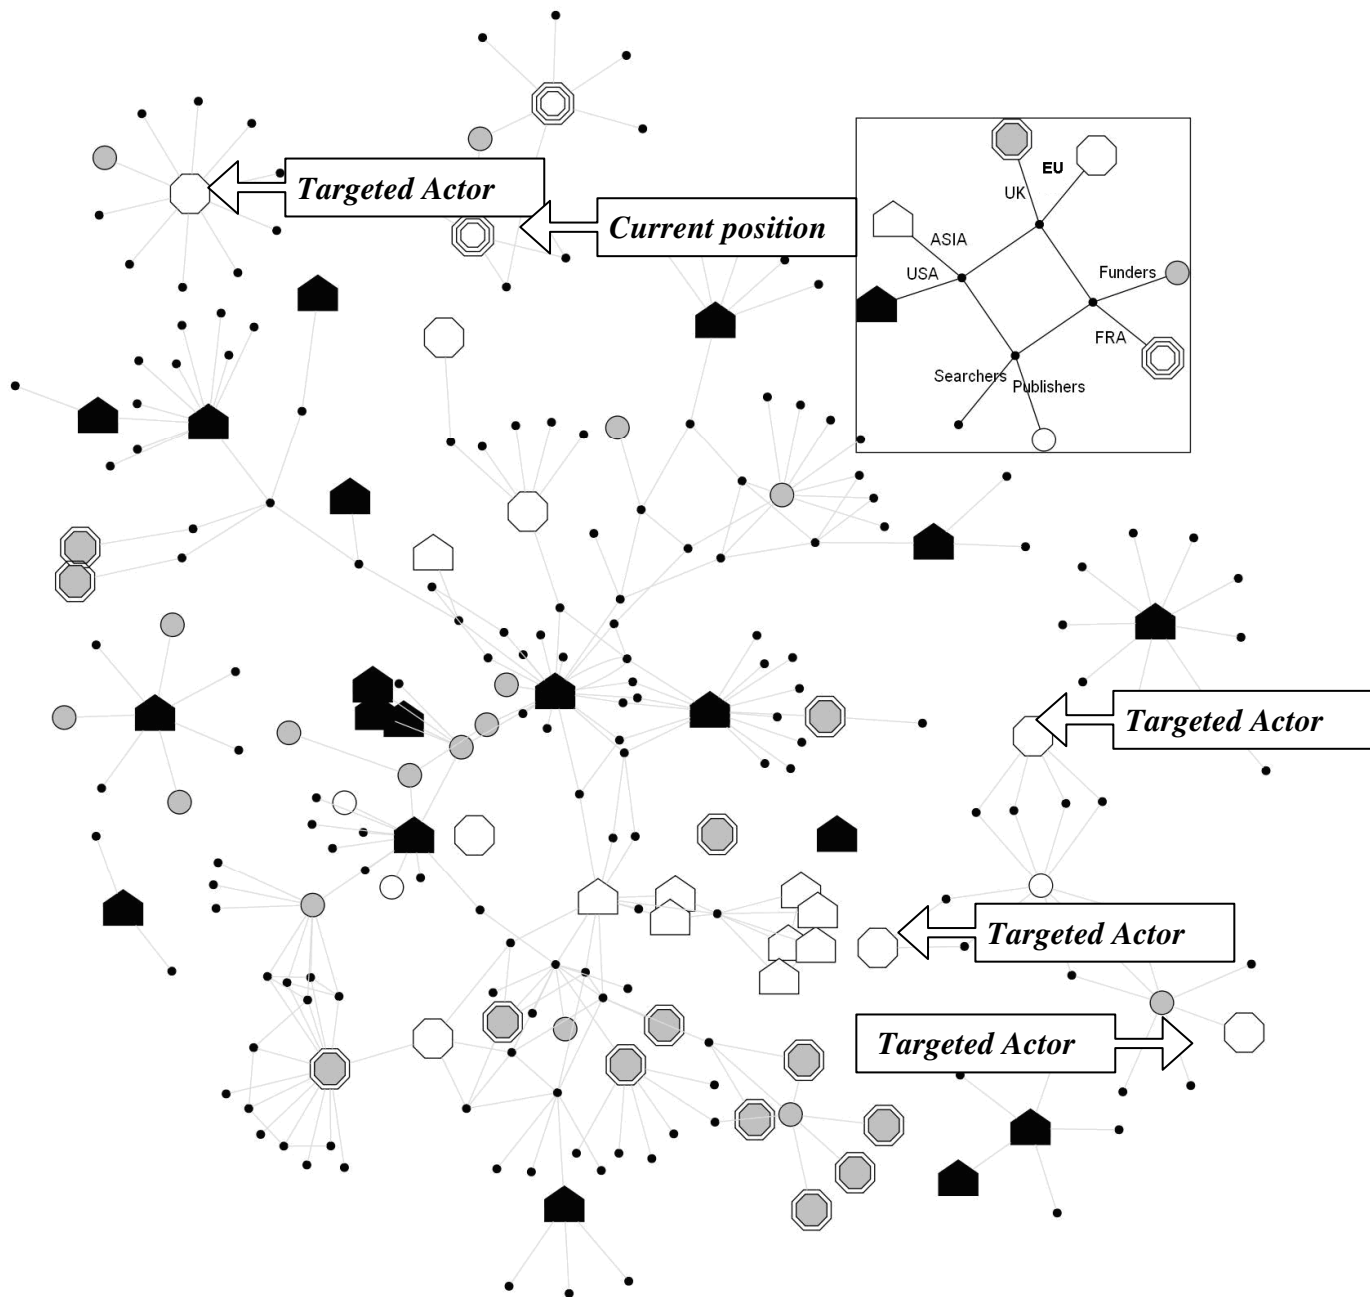 Targeted Actor
Current position
EU
UK
ASIA
USA
Funders
FRA
Searchers
Publishers
Targeted Actor
Targeted Actor
Targeted Actor